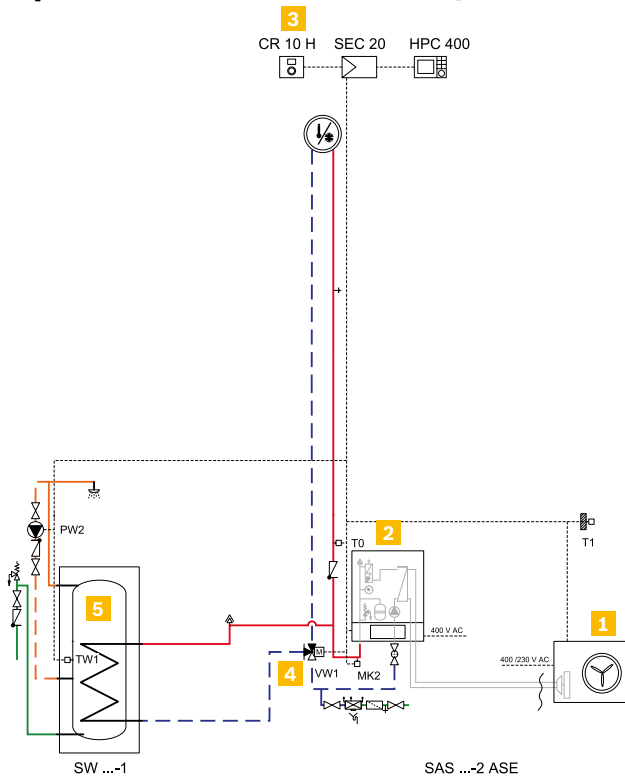 3
CR 10 H SEC 20 HPC 400
T0
2
T1
PW2
1
5
400 V AC
400 /230 V AC
TW1
M
4
VW1
MK2
SW ...-1
SAS ...-2 ASE